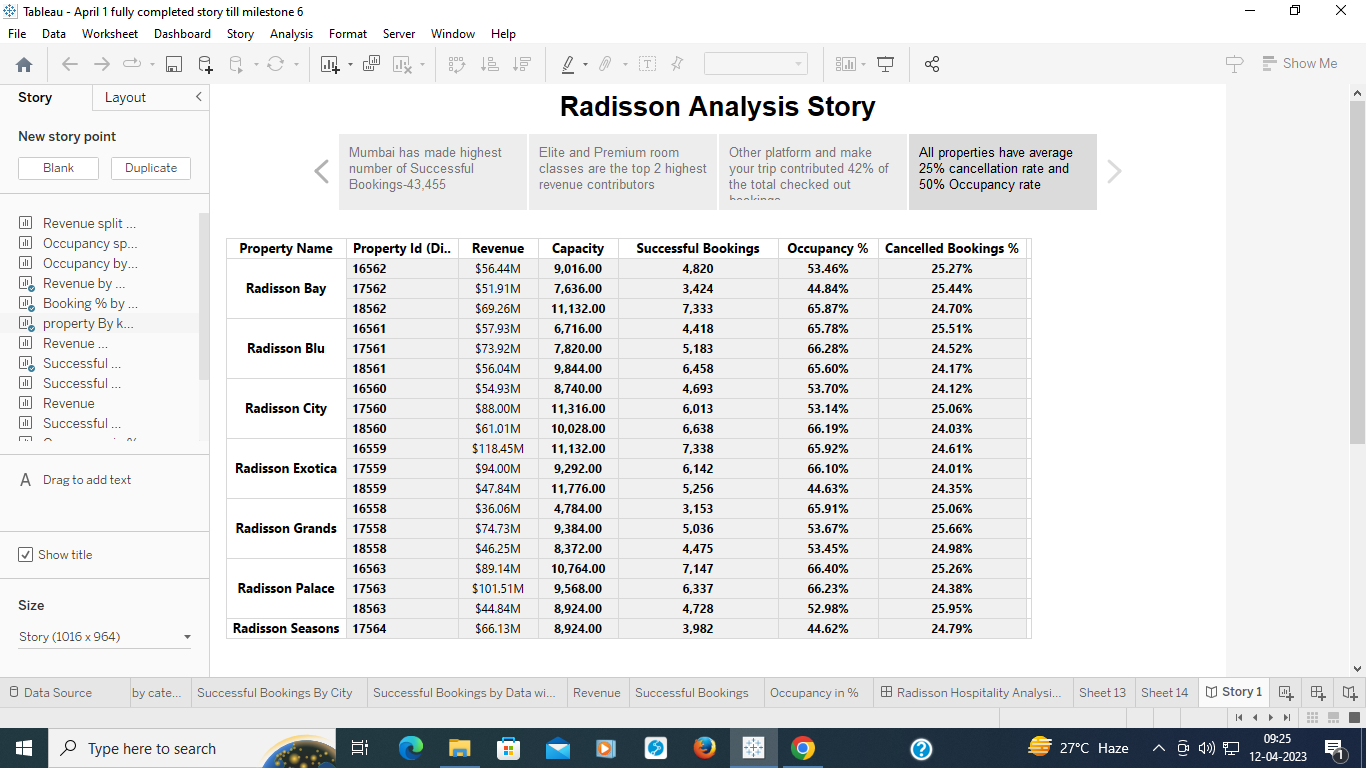 Tableau - April 1 fully completed story till milestone 6
File Data Worksheet Dashboard Story Analysis Format Server Window Help
Show Me
Story Layout
New story point
Blank Duplicate
Revenue split ...
Occupancy sp...
Occupancy by...
Revenue by ...
Booking % by ...
property By k...
Revenue ...
Successful ...
Successful ...
Revenue
Successful ...
A Drag to add text
Show title
Size
Story (1016 x 964)
Radisson Analysis Story
Mumbai has made highest
number of Successful
Bookings-43,455
Elite and Premium room
classes are the top 2 highest
revenue contributors
Other platform and make
your trip contributed 42% of
the total checked out
bookings
All properties have average
25% cancellation rate and
50% Occupancy rate
Property Name Property Id (Di.. Revenue Capacity Successful Bookings Occupancy % Cancelled Bookings %
Radisson Bay 16562 $56.44M 9,016.00 4,820 53.46% 25.27%
17562 $51.91M 7,636.00 3,424 44.84% 25.44%
18562 $69.26M 11,132.00 7,333 65.87% 24.70%
Radisson Blu 16561 $57.93M 6,716.00 4,418 65.78% 25.51%
17561 $73.92M 7,820.00 5,183 66.28% 24.52%
18561 $56.04M 9,844.00 6,458 65.60% 24.17%
Radisson City 16560 $54.93M 8,740.00 4,693 53.70% 24.12%
17560 $88.00M 11,316.00 6,013 53.14% 25.06%
18560 $61.01M 10,028.00 6,638 66.19% 24.03%
Radisson Exotica 16559 $118.45M 11,132.00 7,338 65.92% 24.61%
17559 $94.00M 9,292.00 6,142 66.10% 24.01%
18559 $47.84M 11,776.00 5,256 44.63% 24.35%
Radisson Grands 16558 $36.06M 4,784.00 3,153 65.91% 25.06%
17558 $74.73M 9,384.00 5,036 53.67% 25.66%
18558 $46.25M 8,372.00 4,475 53.45% 24.98%
Radisson Palace 16563 $89.14M 10,764.00 7,147 66.40% 25.26%
17563 $101.51M 9,568.00 6,337 66.23% 24.38%
18563 $44.84M 8,924.00 4,728 52.98% 25.95%
Radisson Seasons 17564 $66.13M 8,924.00 3,982 44.62% 24.79%
Data Source by cate... Successful Bookings By City Successful Bookings by Data wi... Revenue Successful Bookings Occupancy in % Radisson Hospitality Analysi... Sheet 13 Sheet 14 Story 1
Type here to search
27°C Haze
09:25
12-04-2023
1